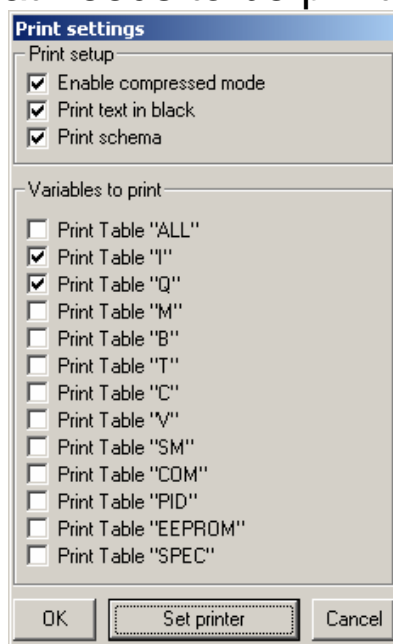 Print settings
Print setup
Enable compressed mode
Print text in black
Print schema
Variables to print
Print Table "ALL"
Print Table "I"
Print Table "Q"
Print Table "M"
Print Table "B"
Print Table "T"
Print Table "C"
Print Table "V"
Print Table "SM"
Print Table "COM"
Print Table "PID"
Print Table "EEPROM"
Print Table "SPEC"
OK Set printer Cancel